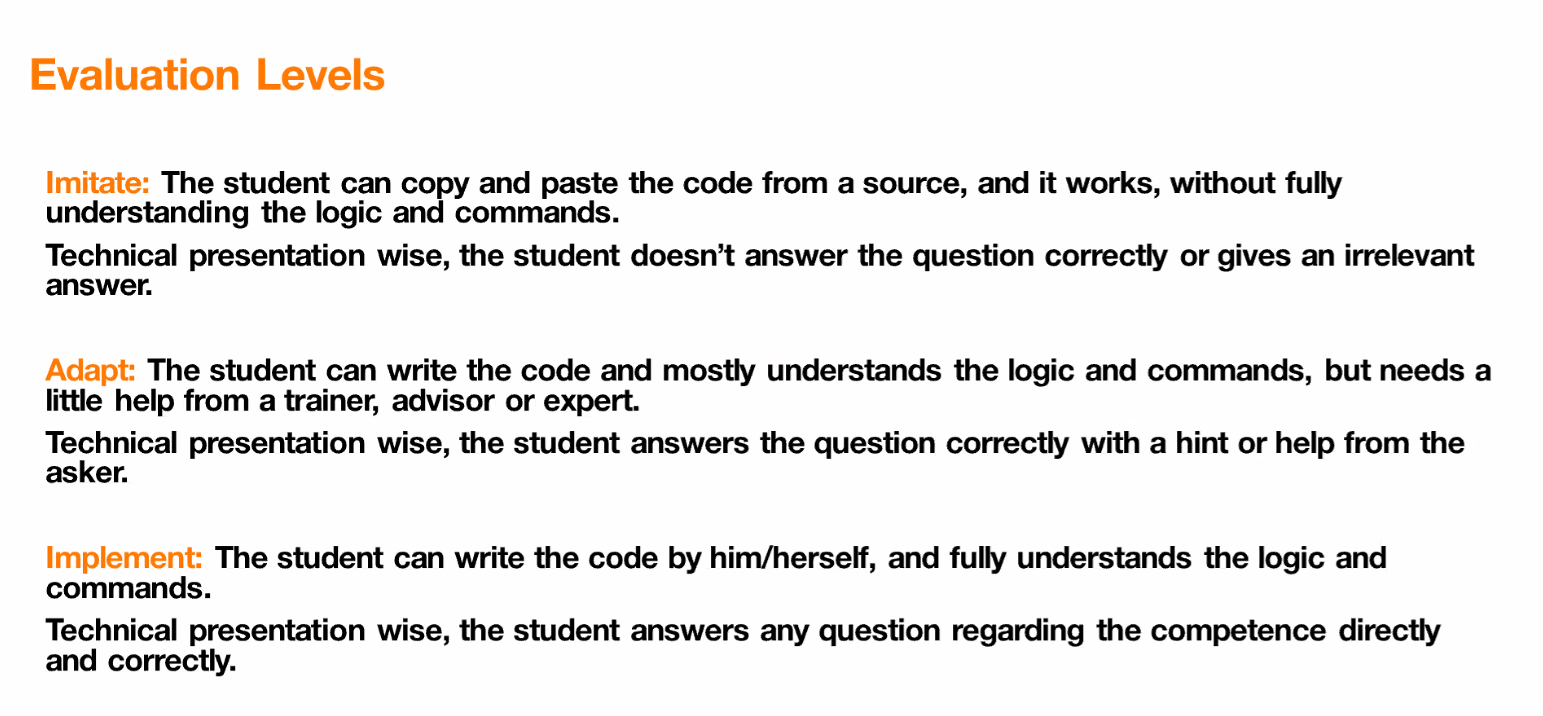 Evaluation Levels
Imitate: The student can copy and paste the code from a source, and it works, without fully
understanding the logic and commands.
Technical presentation wise, the student doesn’t answer the question correctly or gives an irrelevant
answer.
Adapt: The student can write the code and mostly understands the logic and commands, but needs a
little help from a trainer, advisor or expert.
Technical presentation wise, the student answers the question correctly with a hint or help from the
asker.
Implement: The student can write the code by him/herself, and fully understands the logic and
commands.
Technical presentation wise, the student answers any question regarding the competence directly
and correctly.